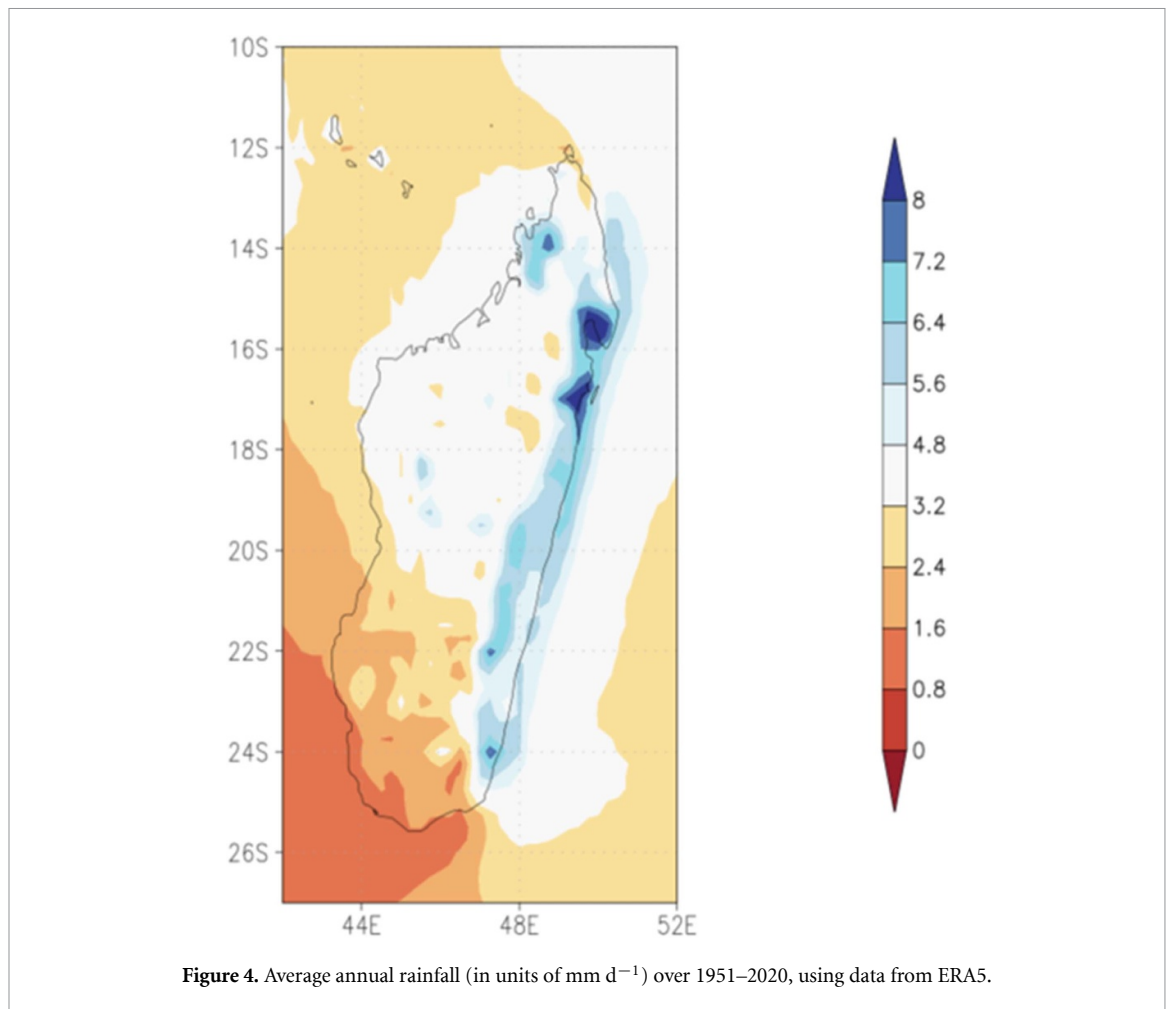 10S
12S
14S
16S
18S
20S
22S
24S
26S
44E 48E 52E
8
7.2
6.4
5.6
4.8
3.2
2.4
1.6
0.8
0
Figure 4. Average annual rainfall (in units of mm d−1) over 1951–2020, using data from ERA5.